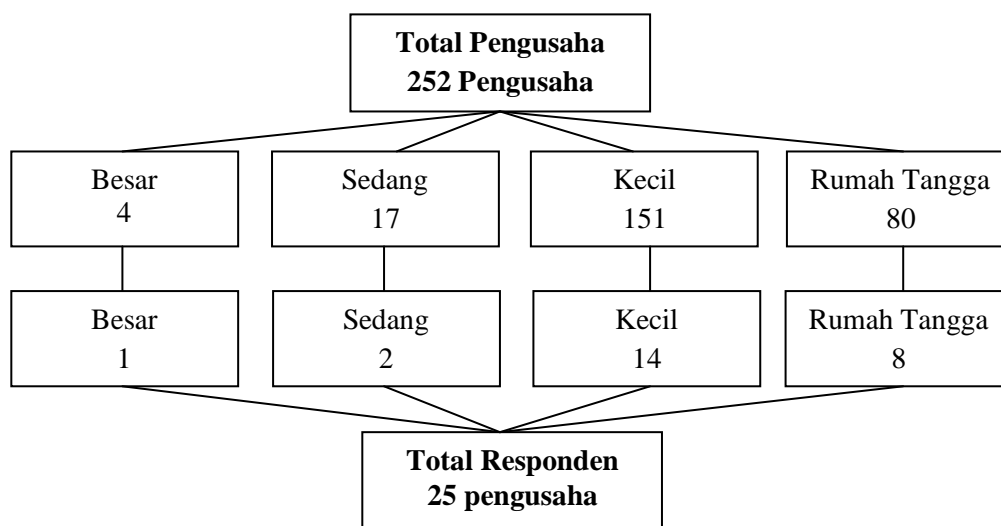 Total Pengusaha
252 Pengusaha
Besar
4
Sedang
17
Kecil
151
Rumah Tangga
80
Besar
1
Sedang
2
Kecil
14
Rumah Tangga
8
Total Responden
25 pengusaha